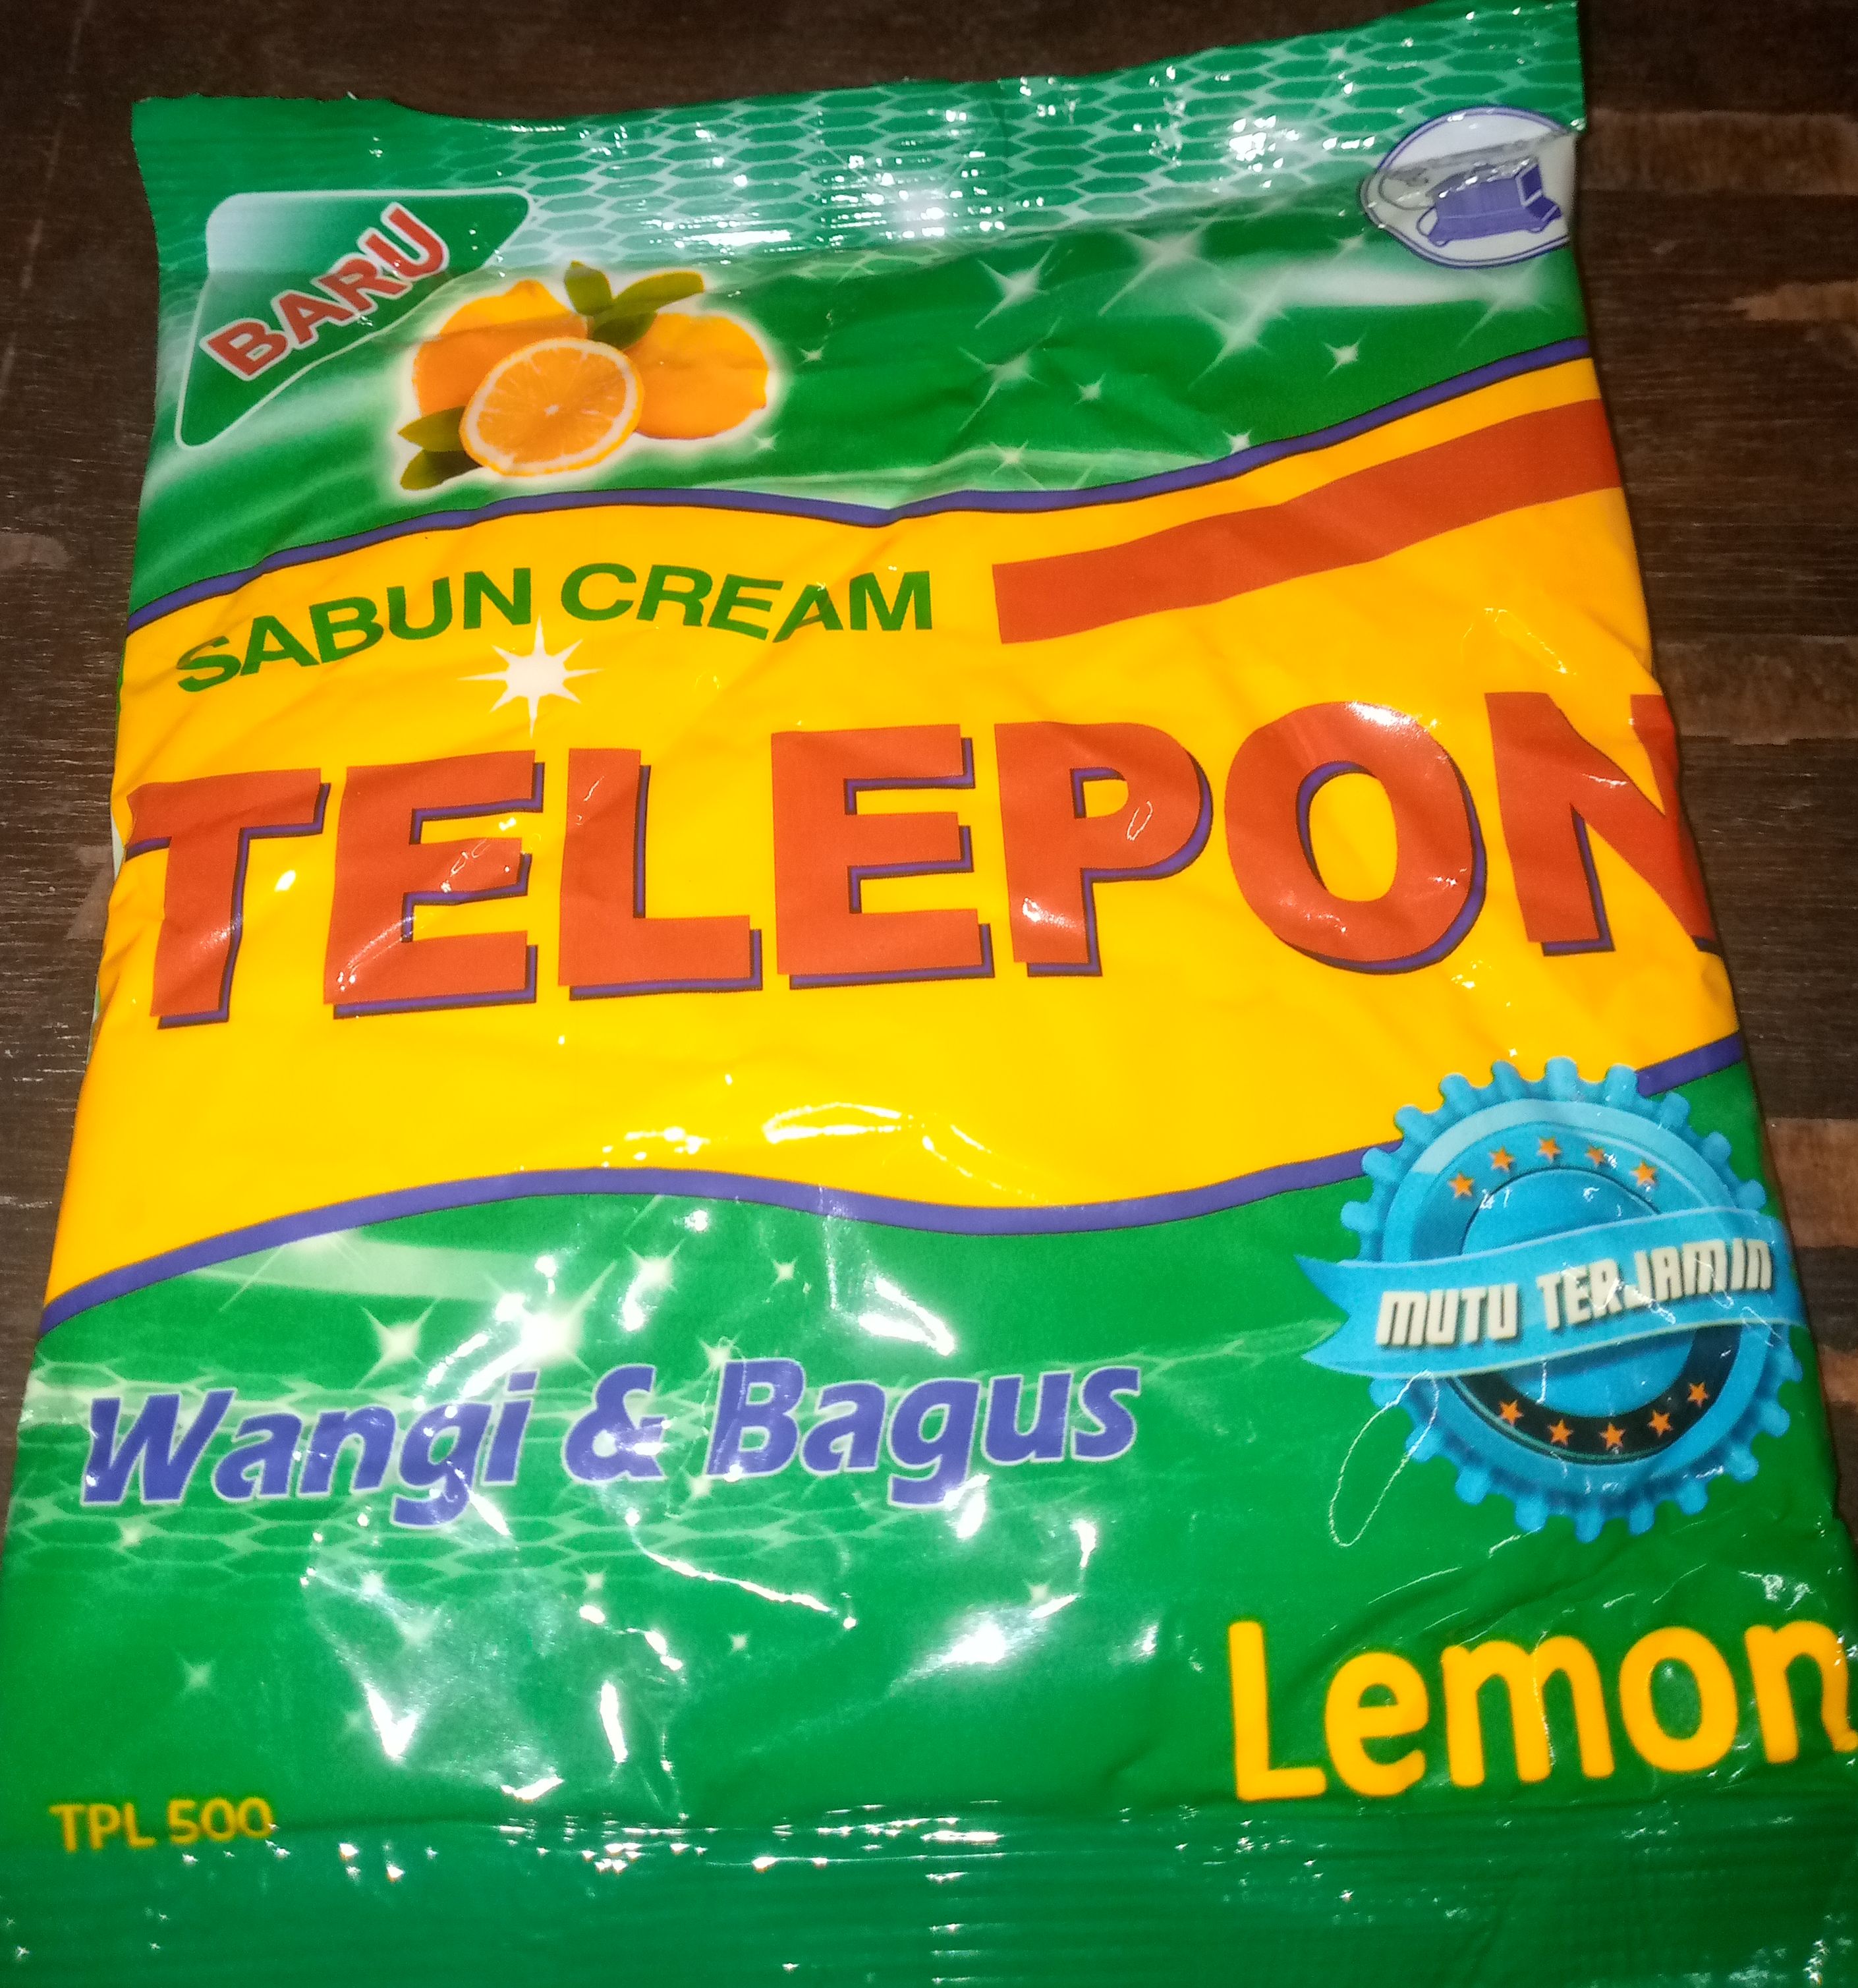 BARU
SABUN CREAM
TELEPON
MUTU TERJAMIN
Wangi & Bagus
Lemon
TPL 500